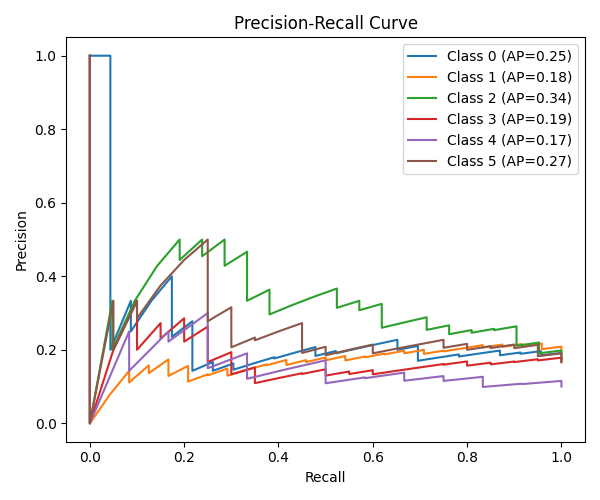 Precision-Recall Curve
Precision
1.0
0.8
0.6
0.4
0.2
0.0
Class 0 (AP=0.25)
Class 1 (AP=0.18)
Class 2 (AP=0.34)
Class 3 (AP=0.19)
Class 4 (AP=0.17)
Class 5 (AP=0.27)
0.0 0.2 0.4 0.6 0.8 1.0
Recall